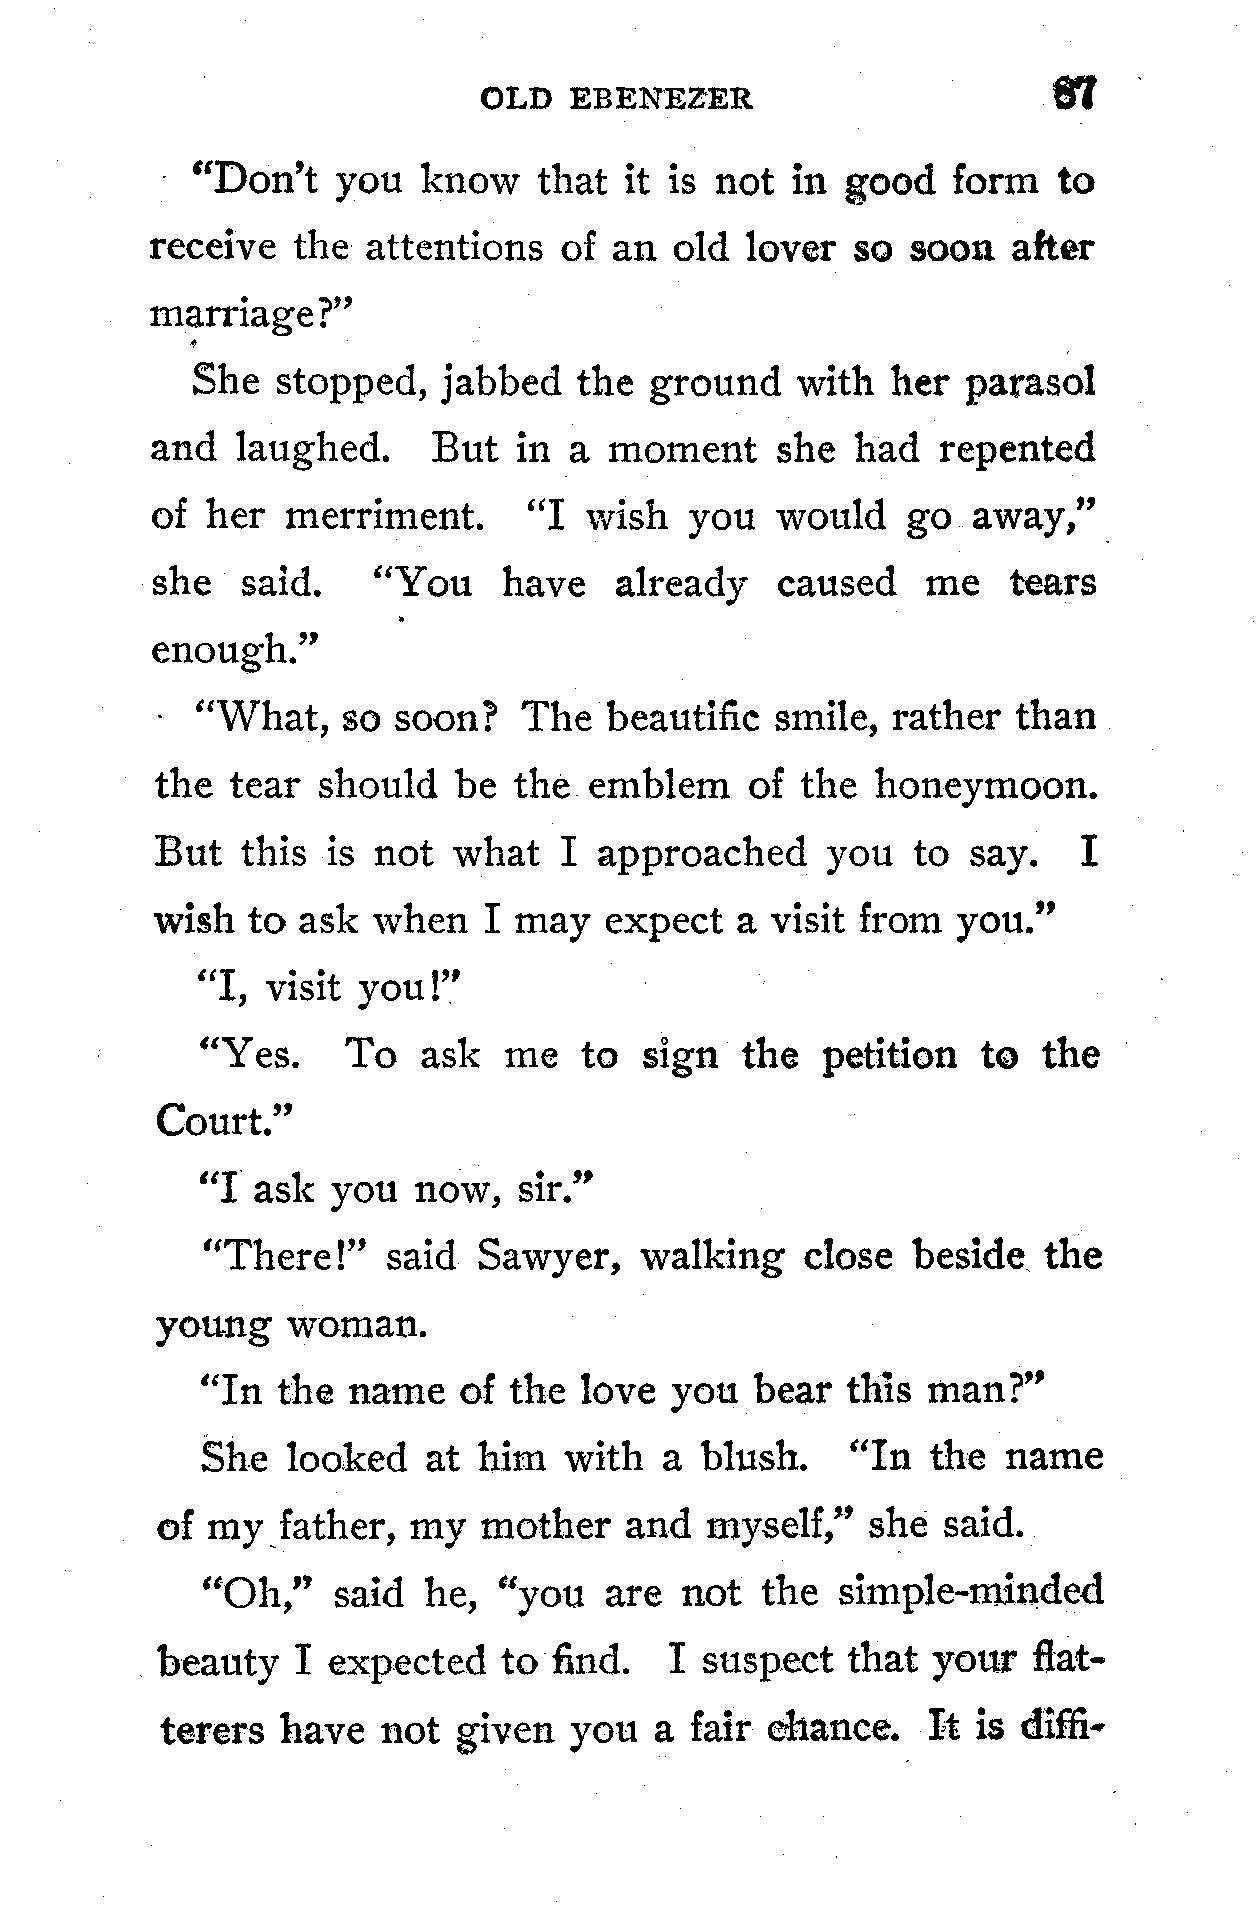 OLD EBENEZER 67
“Don’t you know that it is not in good form to
receive the attentions of an old lover so soon after
marriage?”
She stopped, jabbed the ground with her parasol
and laughed. But in a moment she had repented
of her merriment. “I wish you would go away,”
she said. “You have already caused me tears
enough.”
“What, so soon? The beautific smile, rather than
the tear should be the emblem of the honeymoon.
But this is not what I approached you to say. I
wish to ask when I may expect a visit from you.”
“I, visit you!”
“Yes. To ask me to sign the petition to the
Court.”
“I ask you now, sir.”
“There!” said Sawyer, walking close beside the
young woman.
“In the name of the love you bear this man?”
She looked at him with a blush. “In the name
of my father, my mother and myself,” she said.
“Oh,” said he, “you are not the simple-minded
beauty I expected to find. I suspect that your flat-
terers have not given you a fair chance. It is diffi-